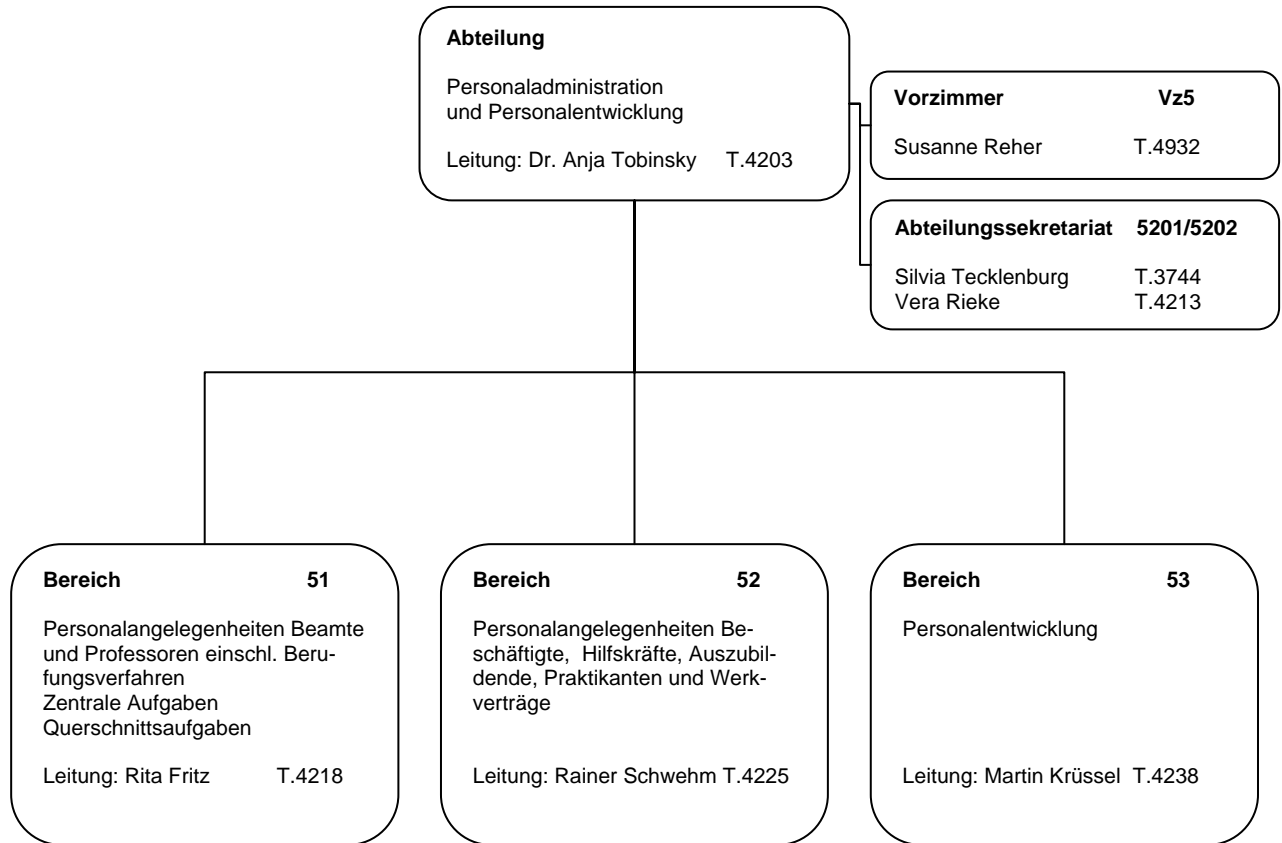 Abteilung
Personaladministration
und Personalentwicklung
Leitung: Dr. Anja Tobinsky T.4203
Vorzimmer Vz5
Susanne Reher T.4932
Abteilungssekretariat 5201/5202
Silvia Tecklenburg T.3744
Vera Rieke T.4213
Bereich 51
Personalangelegenheiten Beamte
und Professoren einschl. Beru-
fungsverfahren
Zentrale Aufgaben
Querschnittsaufgaben
Leitung: Rita Fritz T.4218
Bereich 52
Personalangelegenheiten Be-
schäftigte, Hilfskräfte, Auszubil-
dende, Praktikanten und Werk-
verträge
Leitung: Rainer Schwehm T.4225
Bereich 53
Personalentwicklung
Leitung: Martin Krüssel T.4238